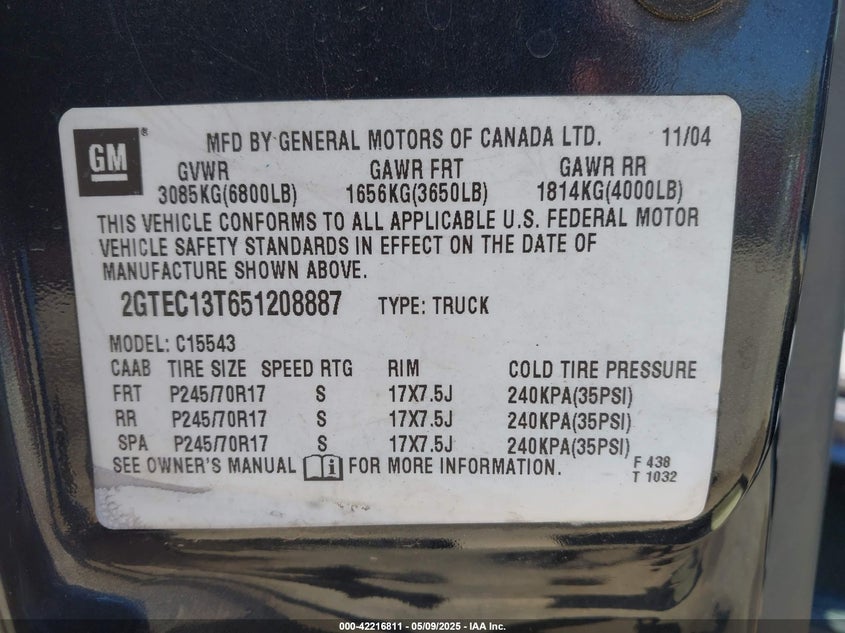 GM ® MFD BY GENERAL MOTORS OF CANADA LTD. 11/04
GVWR GAWR FRT GAWR RR
3085KG(6800LB) 1656KG(3650LB) 1814KG(4000LB)
THIS VEHICLE CONFORMS TO ALL APPLICABLE U.S. FEDERAL MOTOR
VEHICLE SAFETY STANDARDS IN EFFECT ON THE DATE OF
MANUFACTURE SHOWN ABOVE.
2GTEC13T651208887 TYPE: TRUCK
MODEL: C15543
CAAB TIRE SIZE SPEED RTG RIM COLD TIRE PRESSURE
FRT P245/70R17 S 17X7.5J 240KPA(35PSI)
RR P245/70R17 S 17X7.5J 240KPA(35PSI)
SPA P245/70R17 S 17X7.5J 240KPA(35PSI)
SEE OWNER'S MANUAL i FOR MORE INFORMATION.
F 438
T 1032
000-42216811 - 05/09/2025 - IAA Inc.